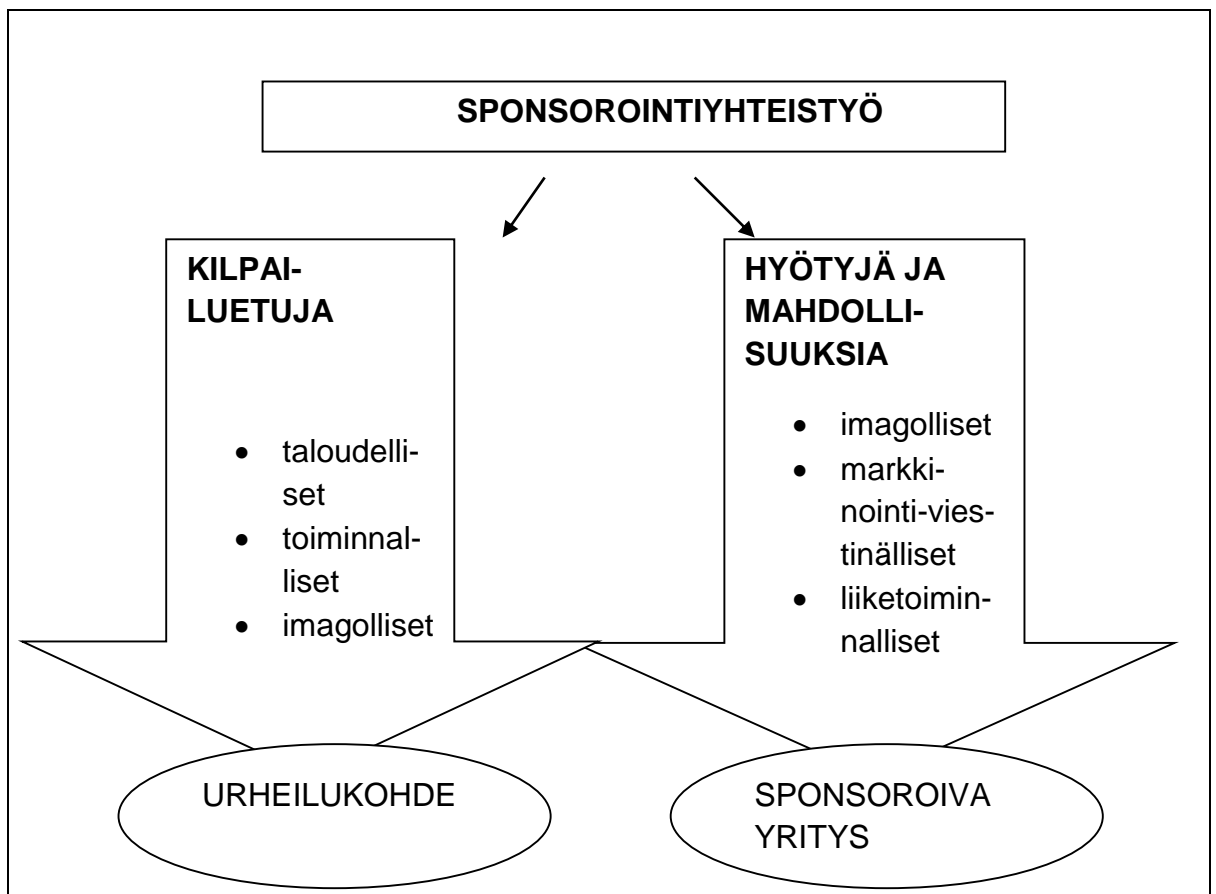 SPONSOROINTIYHTEISTYÖ
KILPAI-
LUETUJA
• taloudelli-
set
• toiminnal-
liset
• imagolliset
HYÖTYJÄ JA
MAHDOLLI-
SUUKSIA
• imagolliset
• markki-
nointi-vies-
tinälliset
• liiketoimin-
nalliset
URHEILUKOHDE
SPONSOROIVA
YRITYS